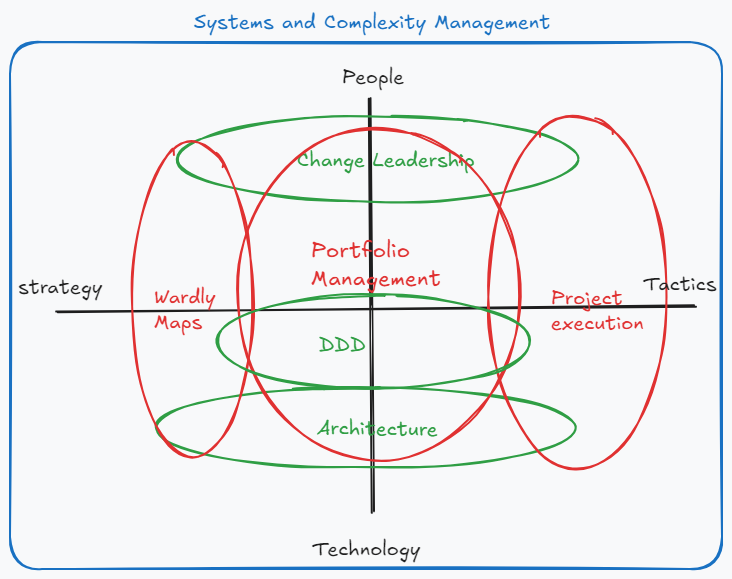 Systems and Complexity Management
People
Change Leadership
Portfolio
Management
strategy
Tactics
Wardly
Maps
Project
execution
DDD
Architecture
Technology